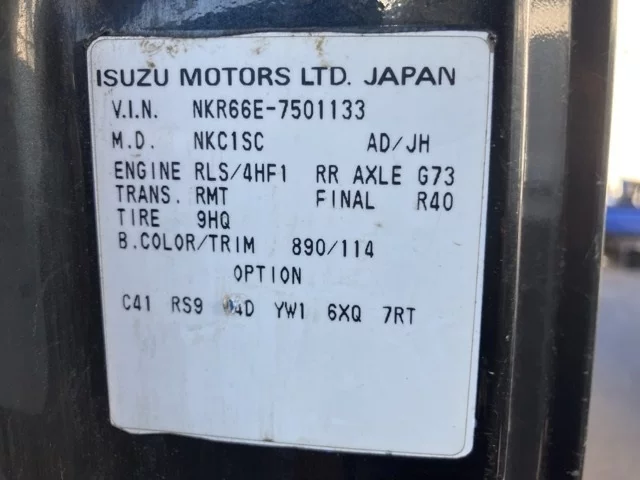 ISUZU MOTORS LTD. JAPAN
V.I.N. NKR66E-7501133
M.D. NKC1SC AD/JH
ENGINE RLS/4HF1 RR AXLE G73
TRANS. RMT FINAL R40
TIRE 9HQ
B.COLOR/TRIM 890/114
OPTION
C41 RS9 YW1 6XQ 7RT